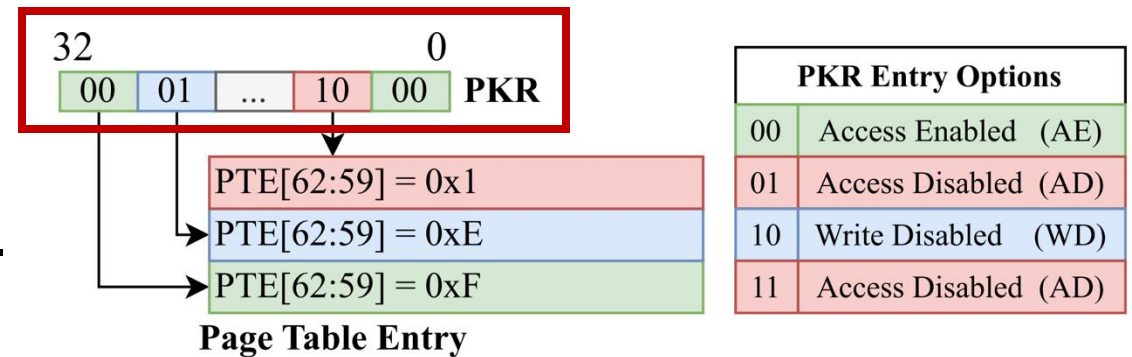 32 0
00 01 ... 10 00 PKR
PTE[62:59] = 0x1
PTE[62:59] = 0xE
PTE[62:59] = 0xF
Page Table Entry
PKR Entry Options
00 Access Enabled (AE)
01 Access Disabled (AD)
10 Write Disabled (WD)
11 Access Disabled (AD)